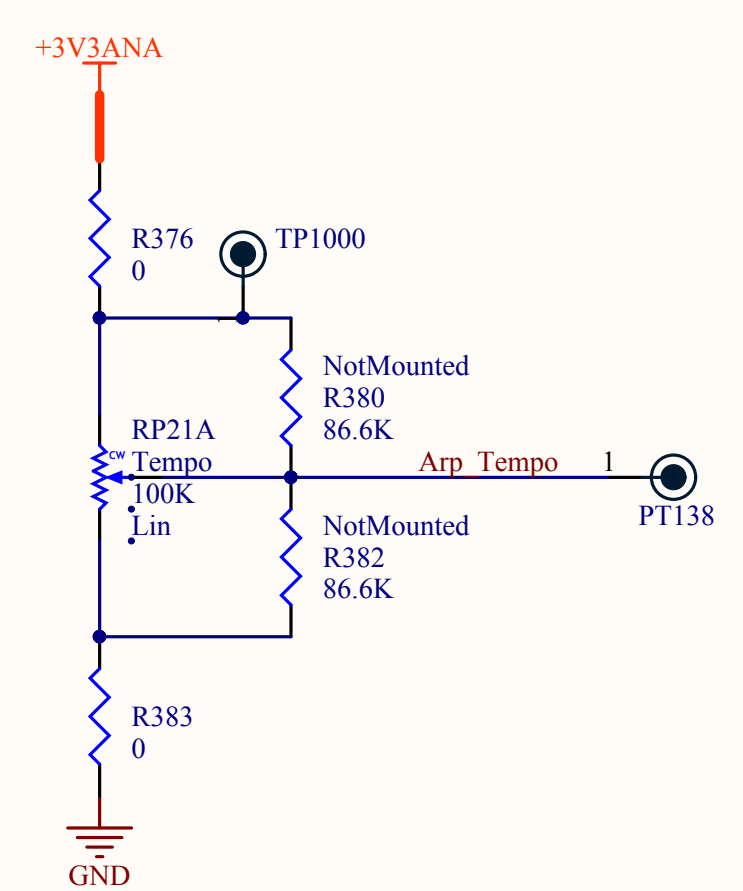 +3V3ANA
R376
0
TP1000
NotMounted
R380
86.6K
RP21A
CW
Tempo
100K
Lin
Arp_Tempo
1
PT138
NotMounted
R382
86.6K
R383
0
GND